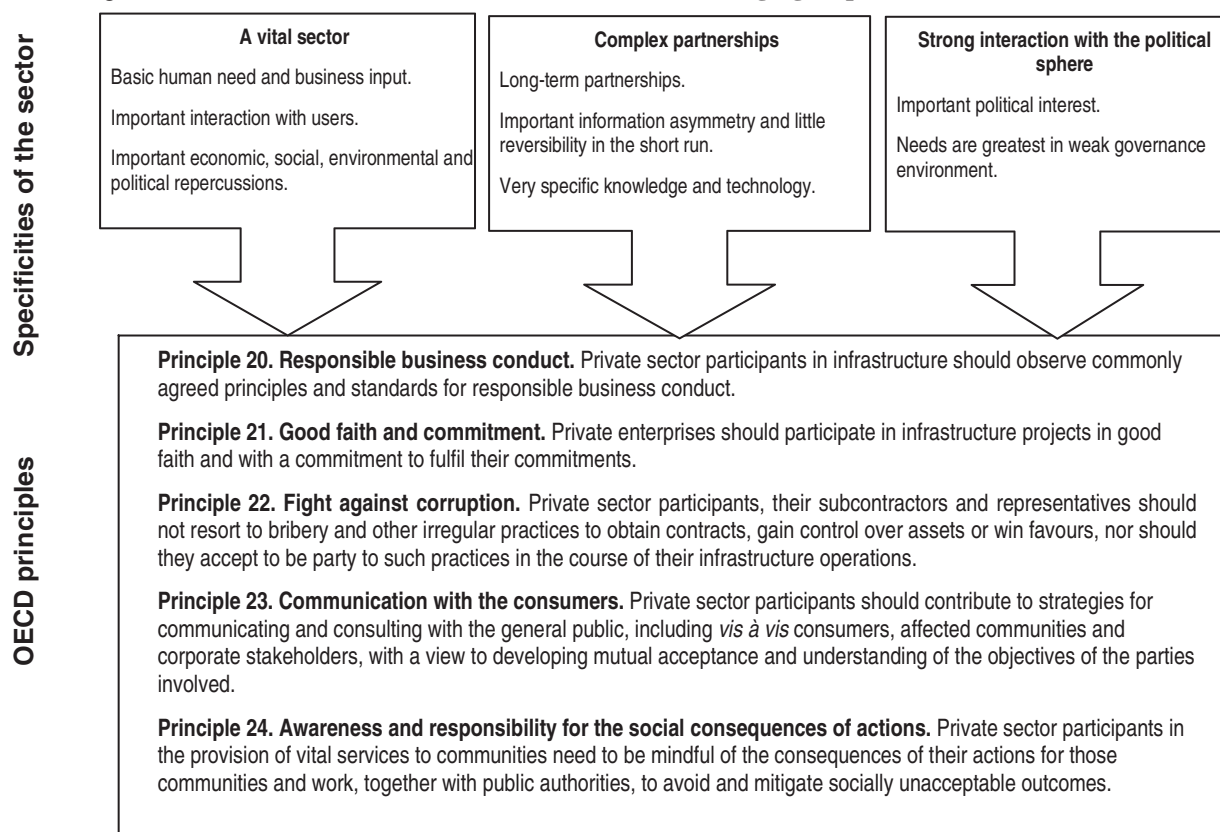 Specificities of the sector
A vital sector
Basic human need and business input.
Important interaction with users.
Important economic, social, environmental and
political repercussions.
Complex partnerships
Long-term partnerships.
Important information asymmetry and little
reversibility in the short run.
Very specific knowledge and technology.
Strong interaction with the political
sphere
Important political interest.
Needs are greatest in weak governance
environment.
OECD principles
Principle 20. Responsible business conduct. Private sector participants in infrastructure should observe commonly
agreed principles and standards for responsible business conduct.
Principle 21. Good faith and commitment. Private enterprises should participate in infrastructure projects in good
faith and with a commitment to fulfil their commitments.
Principle 22. Fight against corruption. Private sector participants, their subcontractors and representatives should
not resort to bribery and other irregular practices to obtain contracts, gain control over assets or win favours, nor should
they accept to be party to such practices in the course of their infrastructure operations.
Principle 23. Communication with the consumers. Private sector participants should contribute to strategies for
communicating and consulting with the general public, including vis à vis consumers, affected communities and
corporate stakeholders, with a view to developing mutual acceptance and understanding of the objectives of the parties
involved.
Principle 24. Awareness and responsibility for the social consequences of actions. Private sector participants in
the provision of vital services to communities need to be mindful of the consequences of their actions for those
communities and work, together with public authorities, to avoid and mitigate socially unacceptable outcomes.